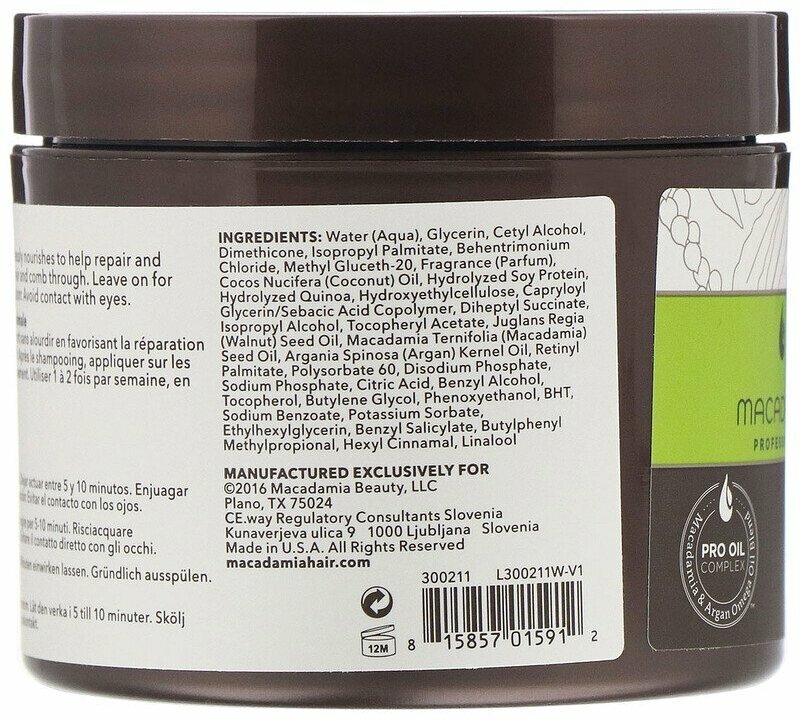 nourishes to help repair and
and comb through. Leave on for
Avoid contact with eyes.
sans alourdir en favorisant la réparation
Après le shampooing, appliquer sur les
Utiliser 1 à 2 fois par semaine, en
actuar entre 5 y 10 minutos. Enjuagar
Evitar el contacto con los ojos.
per 5-10 minuti. Risciacquare
il contatto diretto con gli occhi.
einwirken lassen. Gründlich ausspülen.
Låt den verka i 5 till 10 minuter. Skölj
INGREDIENTS: Water (Aqua), Glycerin, Cetyl Alcohol,
Dimethicone, Isopropyl Palmitate, Behentrimonium
Chloride, Methyl Gluceth-20, Fragrance (Parfum),
Cocos Nucifera (Coconut) Oil, Hydrolyzed Soy Protein,
Hydrolyzed Quinoa, Hydroxyethylcellulose, Capryloyl
Glycerin/Sebacic Acid Copolymer, Diheptyl Succinate,
Isopropyl Alcohol, Tocopheryl Acetate, Juglans Regia
(Walnut) Seed Oil, Macadamia Ternifolia (Macadamia)
Seed Oil, Argania Spinosa (Argan) Kernel Oil, Retinyl
Palmitate, Polysorbate 60, Disodium Phosphate,
Sodium Phosphate, Citric Acid, Benzyl Alcohol,
Tocopherol, Butylene Glycol, Phenoxyethanol, BHT,
Sodium Benzoate, Potassium Sorbate,
Ethylhexylglycerin, Benzyl Salicylate, Butylphenyl
Methylpropional, Hexyl Cinnamal, Linalool
MANUFACTURED EXCLUSIVELY FOR
©2016 Macadamia Beauty, LLC
Plano, TX 75024
CE.way Regulatory Consultants Slovenia
Kunaverjeva ulica 9 1000 Ljubljana Slovenia
Made in U.S.A. All Rights Reserved
macadamiahair.com
300211 L300211W-V1
12M
8 15857 01591 2
MACAD
PROFESS
PRO OIL
COMPLEX
Macadamia & Argan Omega Oil Blend